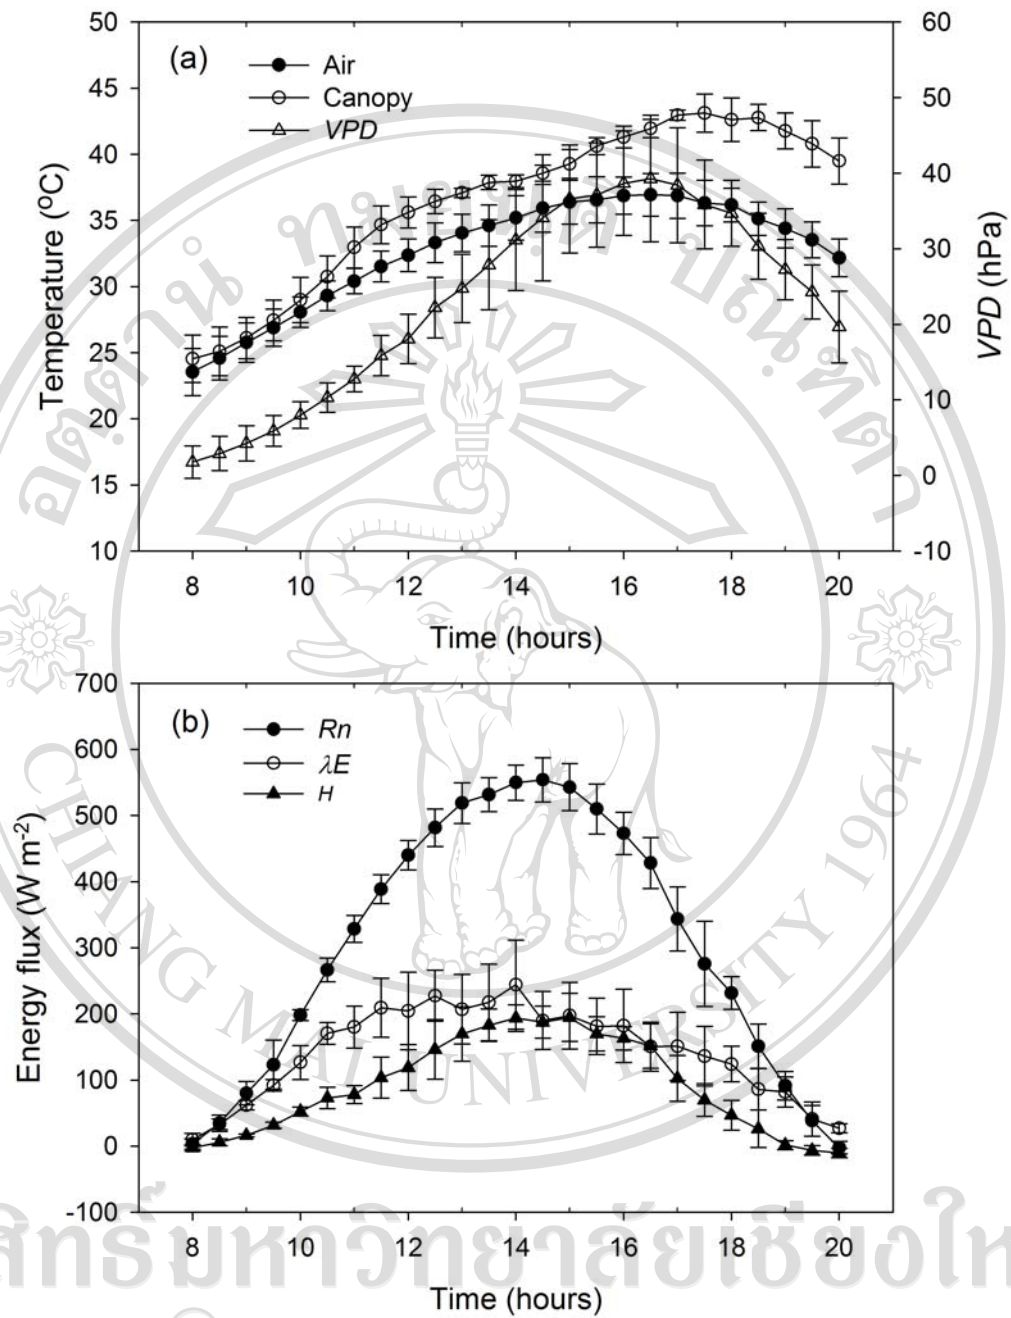 50
60
(a)
Air
Canopy
VPD
45
50
40
40
35
30
30
20
25
10
20
0
15
10
-10
Temperature (°C)
VPD (hPa)
8 10 12 14 16 18 20
Time (hours)
700
(b)
Rn
λE
H
600
500
400
300
200
100
0
-100
Energy flux (W m-2)
8 10 12 14 16 18 20
Time (hours)
CHIANG MAI UNIVERSITY 1964